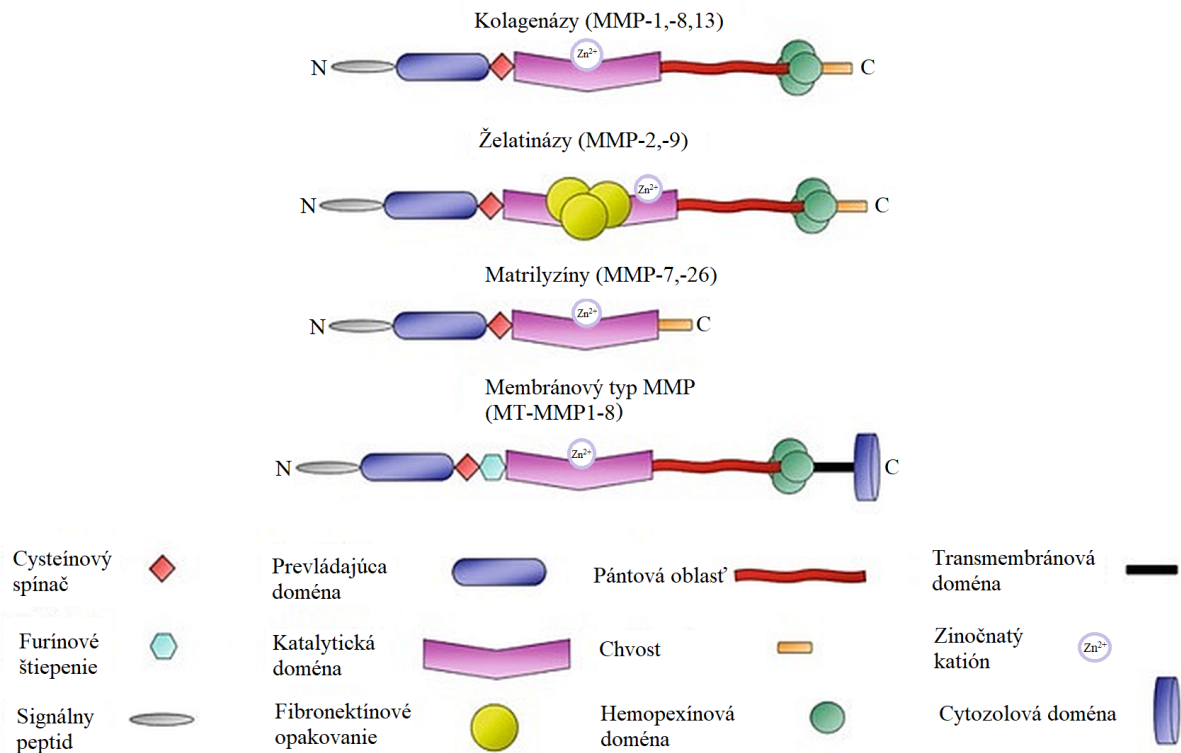 Kolagenázy (MMP-1,-8,13)
N
Zn2+
C
Želatinázy (MMP-2,-9)
N
Zn2+
C
Matrilyzíny (MMP-7,-26)
N
Zn2+
C
Membránový typ MMP
(MT-MMP1-8)
N
Zn2+
C
Cysteínový
spínač
Prevládajúca
doména
Pántová oblasť
Transmembránová
doména
Furínové
štiepenie
Katalytická
doména
Chvost
Zinočnatý
katión
Zn2+
Signálny
peptid
Fibronektínové
opakovanie
Hemopexínová
doména
Cytozolová doména